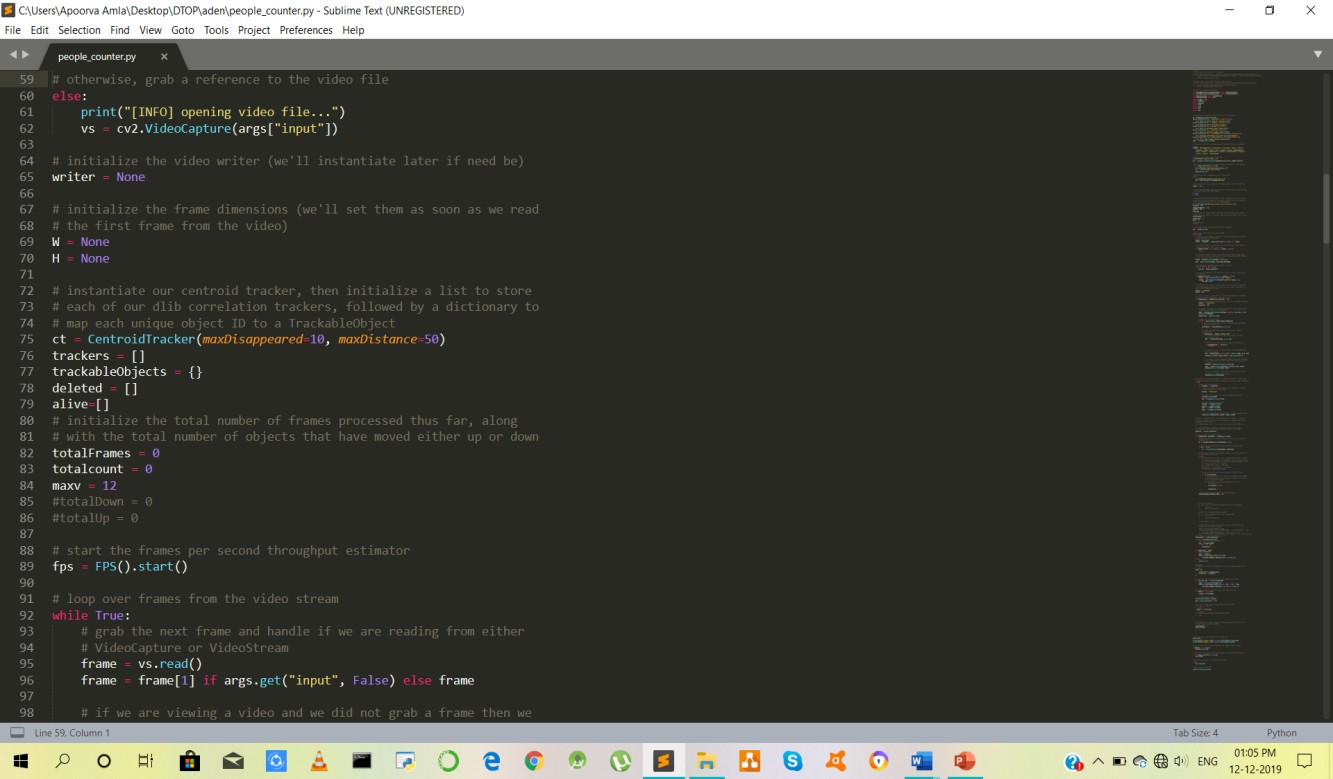 C:\Users\Apoorva Amla\Desktop\DTOP\aden\people_counter.py - Sublime Text (UNREGISTERED)
File Edit Selection Find View Goto Tools Project Preferences Help
people_counter.py
59 # otherwise, grab a reference to the video file
60 else:
61     print("[INFO] opening video file...")
62     vs = cv2.VideoCapture(args["input"])
63
64 # initialize the video writer (we'll instantiate later if need be)
65 writer = None
66
67 # initialize the frame dimensions (we'll set them as soon as we read
68 # the first frame from the video)
69 W = None
70 H = None
71
72 # instantiate our centroid tracker, then initialize a list to store
73 # each of our dlib correlation trackers, followed by a dictionary to
74 # map each unique object ID to a TrackableObject
75 ct = CentroidTracker(maxDisappeared=10, maxDistance=50)
76 trackers = []
77 trackableObjects = {}
78 deleted = []
79 alive=[]
80 # initialize the total number of frames processed thus far, along
81 # with the total number of objects that have moved either up or down
82 totalFrames = 0
83 totalcount = 0
84 maxv = 12
85 #totalDown = 0
86 #totalUp = 0
87
88 # start the frames per second throughput estimator
89 fps = FPS().start()
90
91 # loop over frames from the video stream
92 while True:
93     # grab the next frame and handle if we are reading from either
94     # VideoCapture or VideoStream
95     frame = vs.read()
96     frame = frame[1] if args.get("input", False) else frame
97
98     # if we are viewing a video and we did not grab a frame then we
Line 59, Column 1
Tab Size: 4
Python
ENG
01:05 PM
12-12-2019